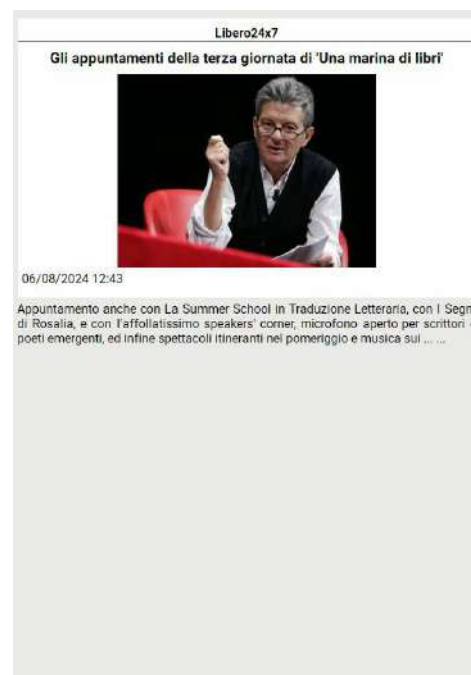 Libero24x7
Gli appuntamenti della terza giornata di 'Una marina di libri'
06/08/2024 12:43
Appuntamento anche con La Summer School in Traduzione Letteraria, con I Segn
di Rosalia, e con l'affollatissimo speakers' corner, microfono aperto per scrittori
poeti emergenti, ed infine spettacoli itineranti nel pomeriggio e musica sui ... ...